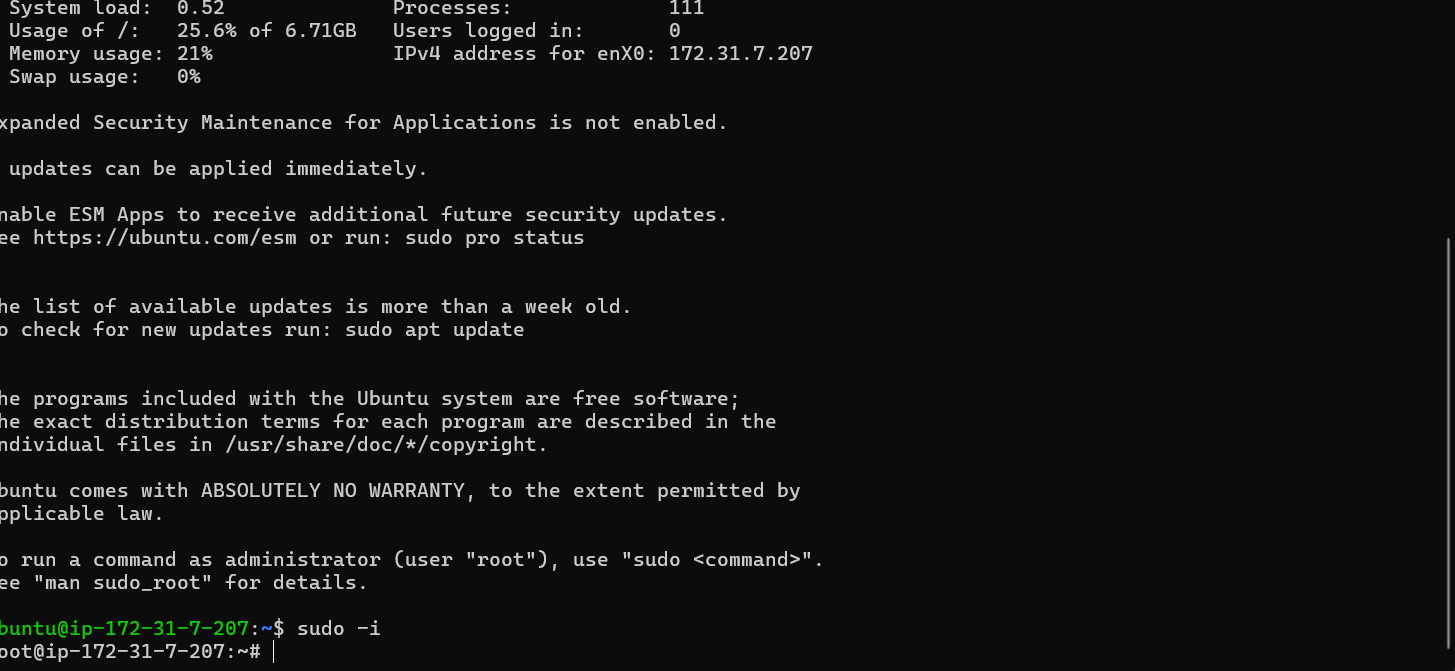 System load: 0.52 Processes: 111
Usage of /: 25.6% of 6.71GB Users logged in: 0
Memory usage: 21% IPv4 address for enX0: 172.31.7.207
Swap usage: 0%
xpanded Security Maintenance for Applications is not enabled.
updates can be applied immediately.
nable ESM Apps to receive additional future security updates.
ee https://ubuntu.com/esm or run: sudo pro status
he list of available updates is more than a week old.
o check for new updates run: sudo apt update
he programs included with the Ubuntu system are free software;
he exact distribution terms for each program are described in the
ndividual files in /usr/share/doc/*/copyright.
buntu comes with ABSOLUTELY NO WARRANTY, to the extent permitted by
pplicable law.
o run a command as administrator (user "root"), use "sudo <command>".
ee "man sudo_root" for details.
buntu@ip-172-31-7-207:~$ sudo -i
oot@ip-172-31-7-207:~#